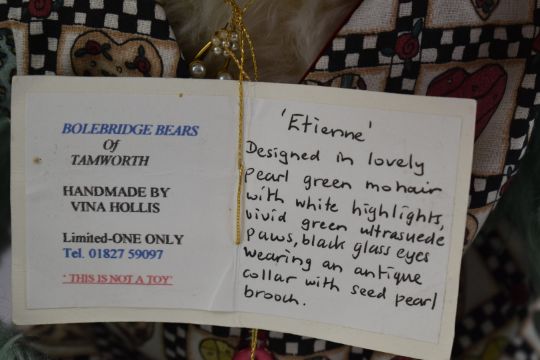 BOLEBRIDGE BEARS
Of
TAMWORTH
HANDMADE BY
VINA HOLLIS
Limited-ONE ONLY
Tel. 01827 59097
' THIS IS NOT A TOY'
'Etienne'
Designed in lovely
pearl green mohair
with white highlights,
vivid green ultrasuede
paws, black glass eyes
wearing an antique
collar with seed pearl
brooch.